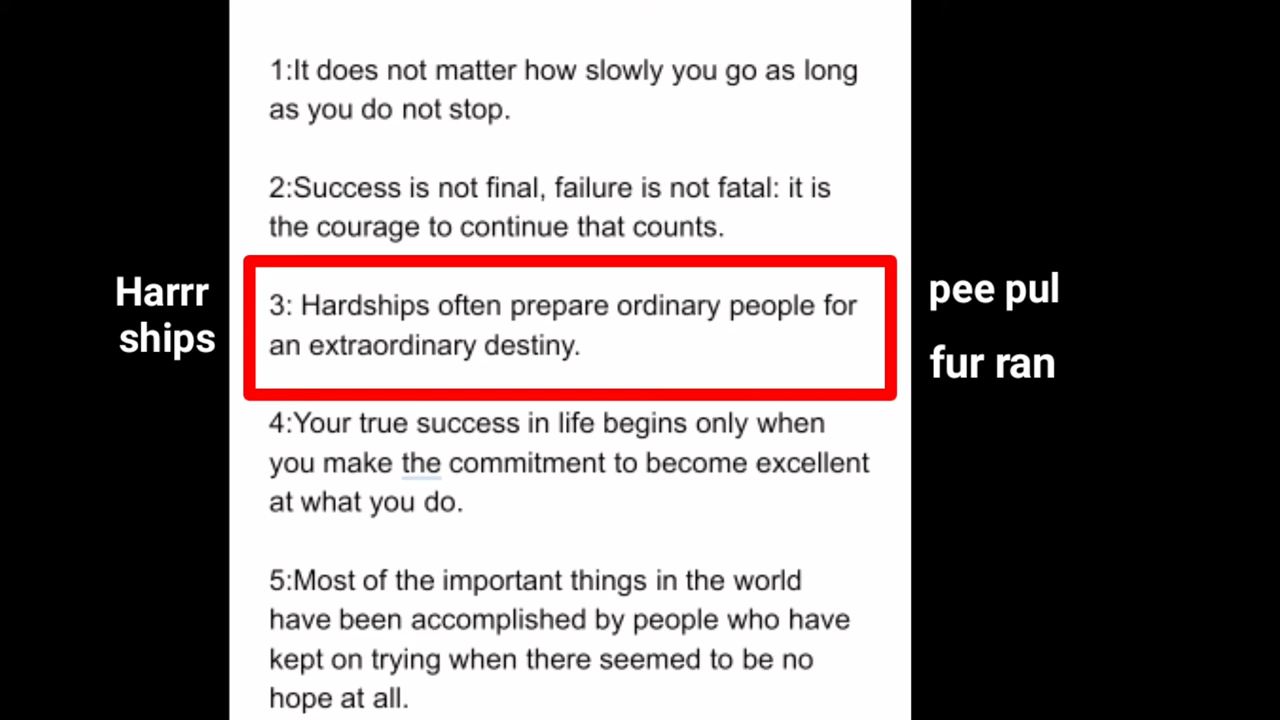 1:It does not matter how slowly you go as long
as you do not stop.
2:Success is not final, failure is not fatal: it is
the courage to continue that counts.
Harrr
ships
3: Hardships often prepare ordinary people for
an extraordinary destiny.
pee pul
fur ran
4:Your true success in life begins only when
you make the commitment to become excellent
at what you do.
5:Most of the important things in the world
have been accomplished by people who have
kept on trying when there seemed to be no
hope at all.